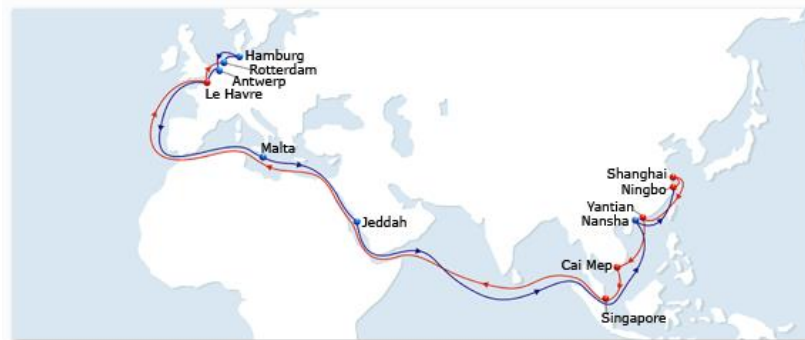 Hamburg
Rotterdam
Antwerp
Le Havre
Malta
Shanghai
Ningbo
Yantian
Nansha
Jeddah
Cai Mep
Singapore